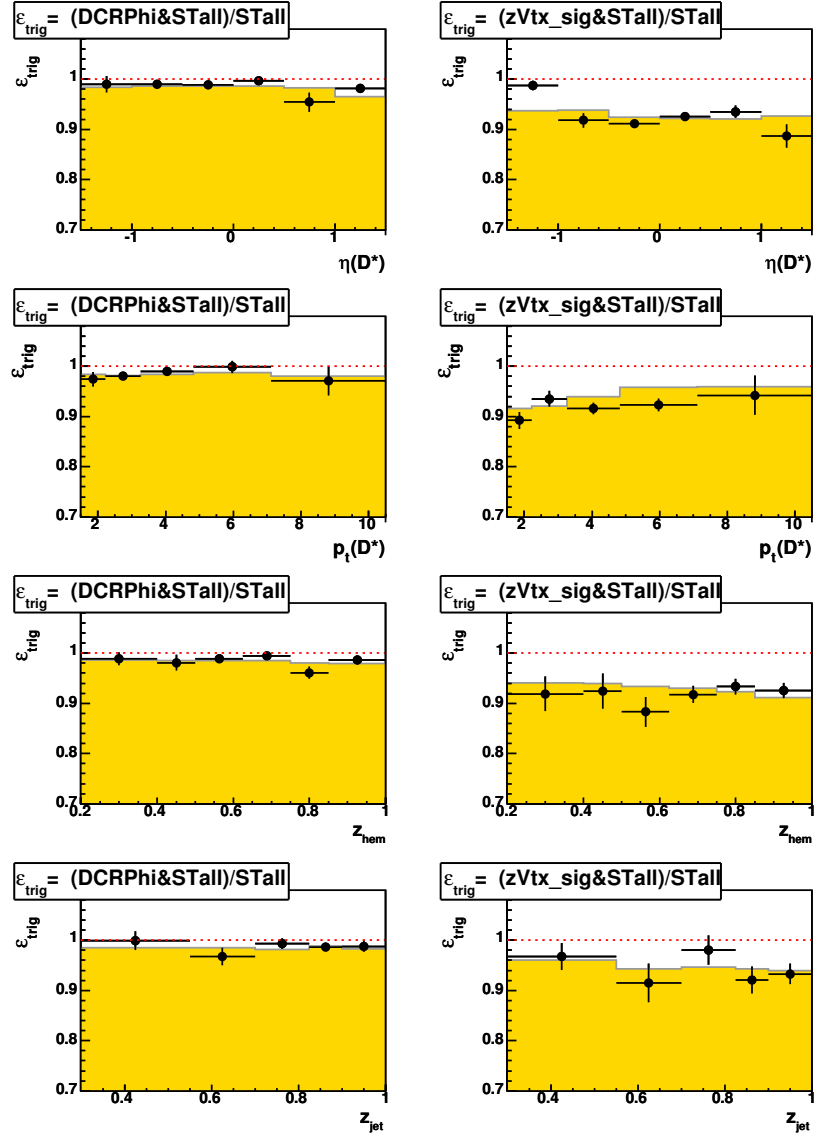 ε_trig = (DCRPhi&STall)/STall
ε_trig
1
0.9
0.8
0.7
-1 0 1
η(D*)
ε_trig = (zVtx_sig&STall)/STall
ε_trig
1
0.9
0.8
0.7
-1 0 1
η(D*)
ε_trig = (DCRPhi&STall)/STall
ε_trig
1
0.9
0.8
0.7
2 4 6 8 10
p_t(D*)
ε_trig = (zVtx_sig&STall)/STall
ε_trig
1
0.9
0.8
0.7
2 4 6 8 10
p_t(D*)
ε_trig = (DCRPhi&STall)/STall
ε_trig
1
0.9
0.8
0.7
0.2 0.4 0.6 0.8 1
z_hem
ε_trig = (zVtx_sig&STall)/STall
ε_trig
1
0.9
0.8
0.7
0.2 0.4 0.6 0.8 1
z_hem
ε_trig = (DCRPhi&STall)/STall
ε_trig
1
0.9
0.8
0.7
0.4 0.6 0.8 1
z_jet
ε_trig = (zVtx_sig&STall)/STall
ε_trig
1
0.9
0.8
0.7
0.4 0.6 0.8 1
z_jet